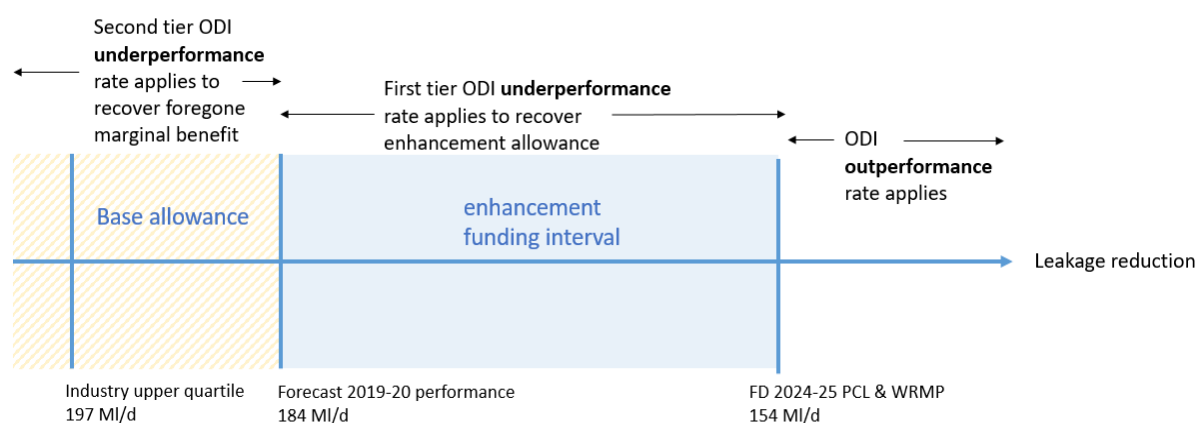 Second tier ODI
underperformance
rate applies to
recover foregone
marginal benefit
First tier ODI underperformance
rate applies to recover
enhancement allowance
ODI
outperformance
rate applies
Base allowance
enhancement
funding interval
Leakage reduction
Industry upper quartile
197 Ml/d
Forecast 2019-20 performance
184 Ml/d
FD 2024-25 PCL & WRMP
154 Ml/d